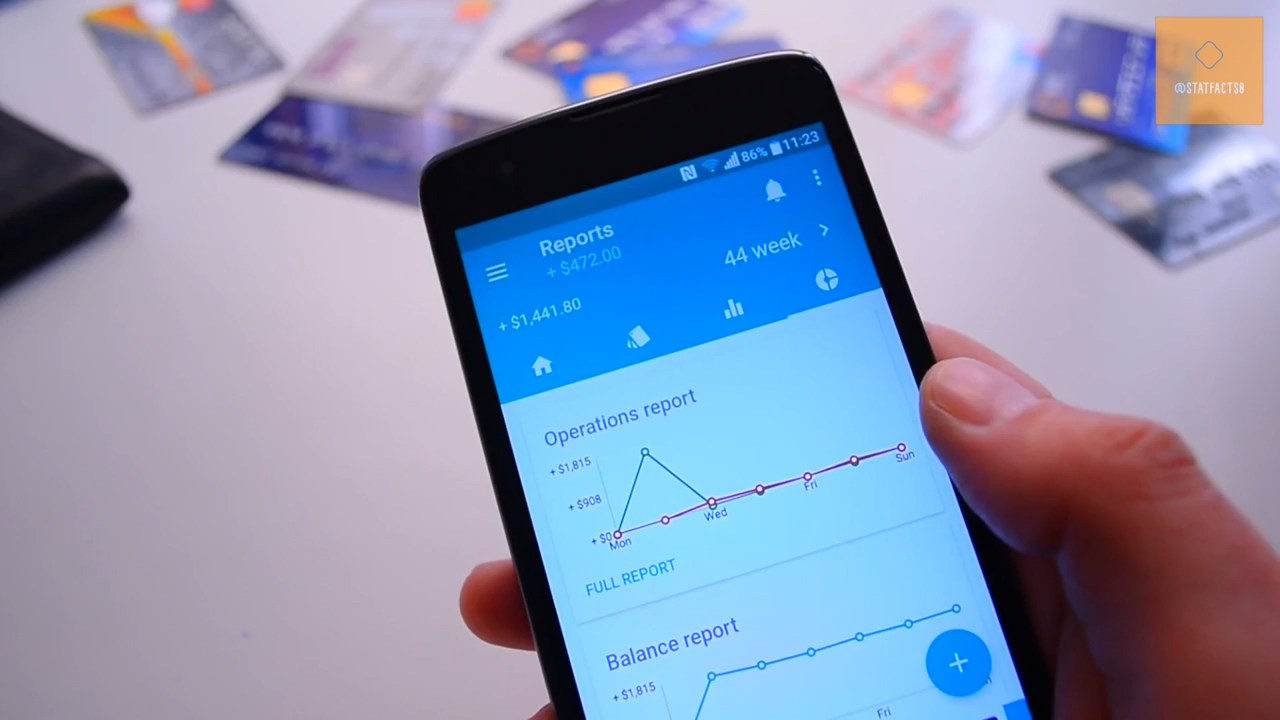 @STATFACTS8
86% 11:23
Reports
+ $472.00
44 week
+ $1,441.80
Operations report
+ $1,815
+ $908
+ $0
Mon
Wed
Fri
Sun
FULL REPORT
Balance report
+ $1,815
+
Fri